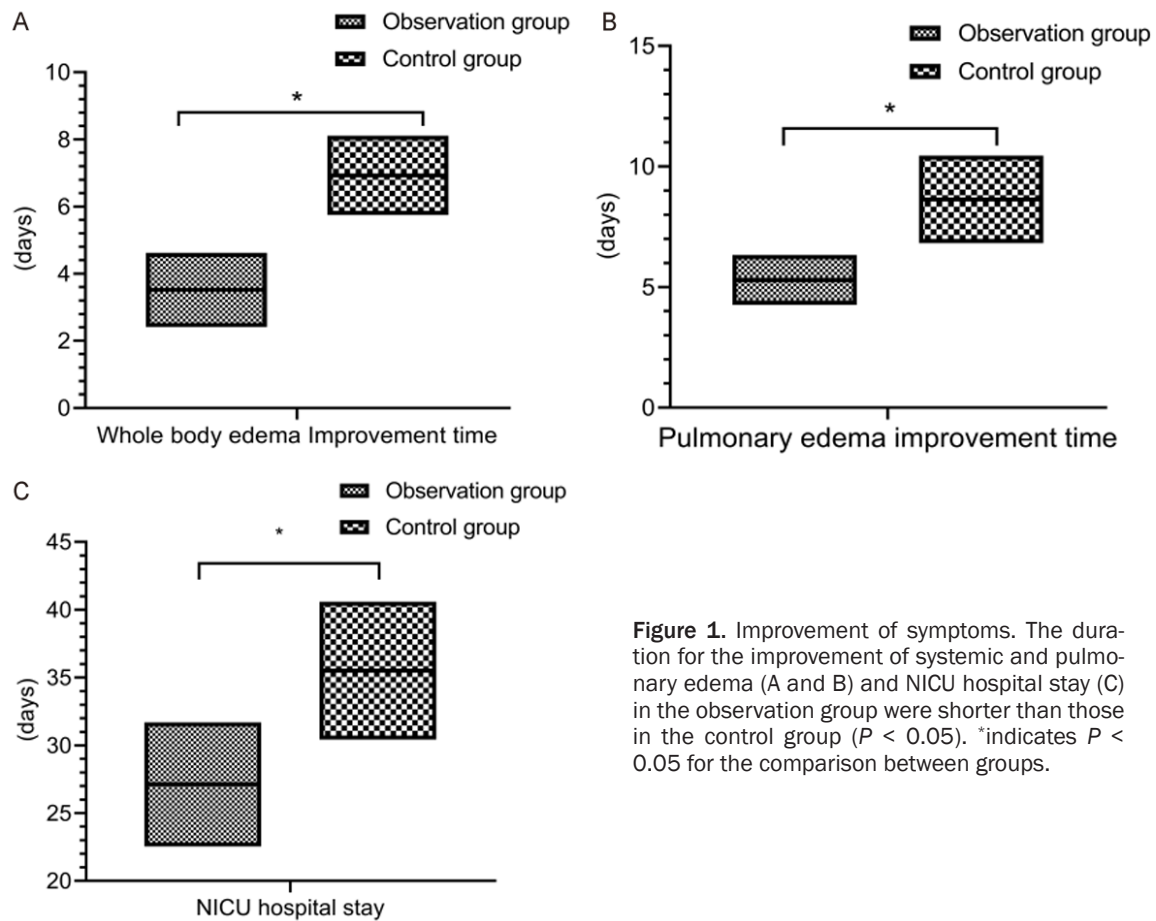 A
Observation group
Control group
*
10
8
6
4
2
0
(days)
Whole body edema Improvement time
B
Observation group
Control group
*
15
10
5
0
(days)
Pulmonary edema improvement time
C
Observation group
Control group
*
45
40
35
30
25
20
(days)
NICU hospital stay
Figure 1. Improvement of symptoms. The dura-
tion for the improvement of systemic and pulmo-
nary edema (A and B) and NICU hospital stay (C)
in the observation group were shorter than those
in the control group (P < 0.05). *indicates P <
0.05 for the comparison between groups.